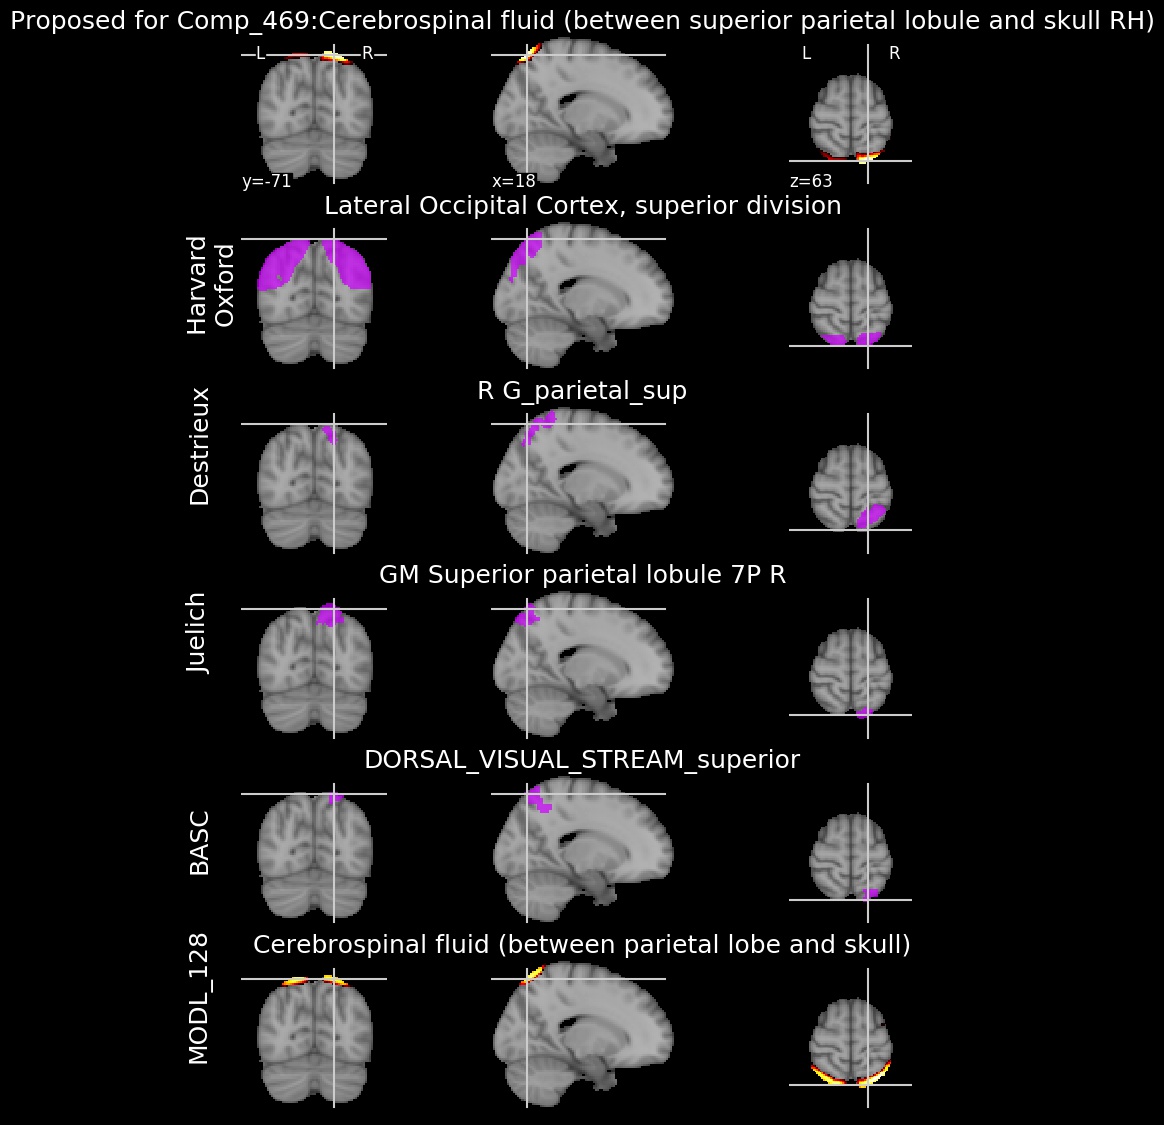 Proposed for Comp_469:Cerebrospinal fluid (between superior parietal lobule and skull RH)
L R L R
y=-71 x=18 z=63
Lateral Occipital Cortex, superior division
Harvard
Oxford
R G_parietal_sup
Destrieux
GM Superior parietal lobule 7P R
Juelich
DORSAL_VISUAL_STREAM_superior
BASC
Cerebrospinal fluid (between parietal lobe and skull)
MODL_128